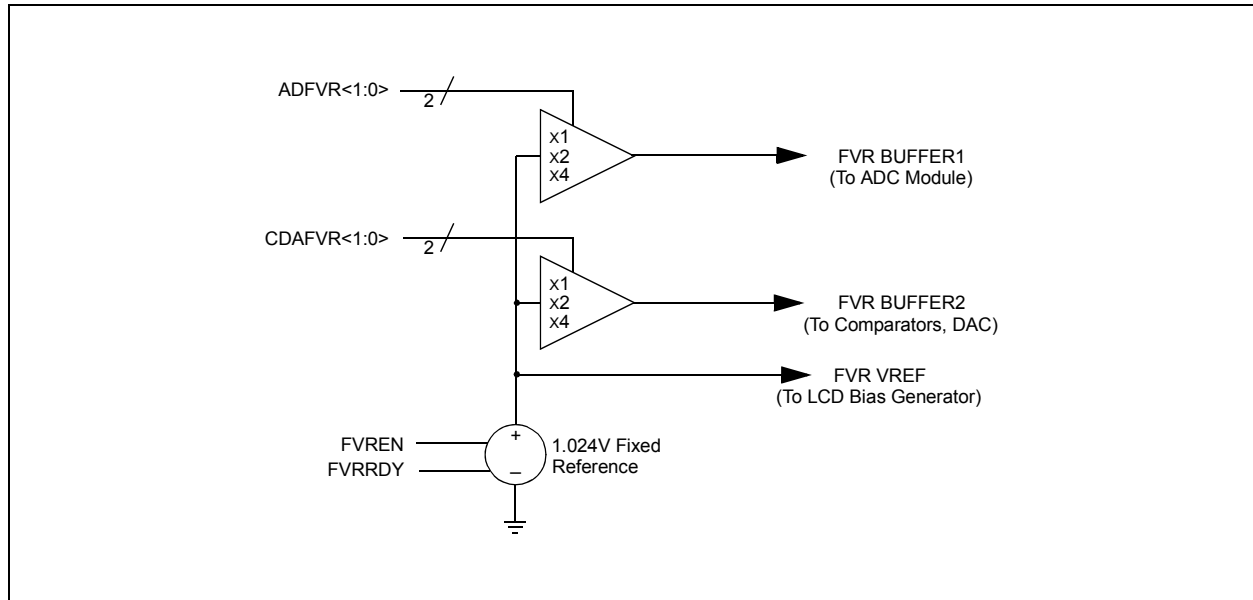 ADFVR<1:0>
2
X1
X2
X4
FVR BUFFER1
(To ADC Module)
CDAFVR<1:0>
2
X1
X2
X4
FVR BUFFER2
(To Comparators, DAC)
FVR VREF
(To LCD Bias Generator)
FVREN
FVRRDY
+
–
1.024V Fixed
Reference